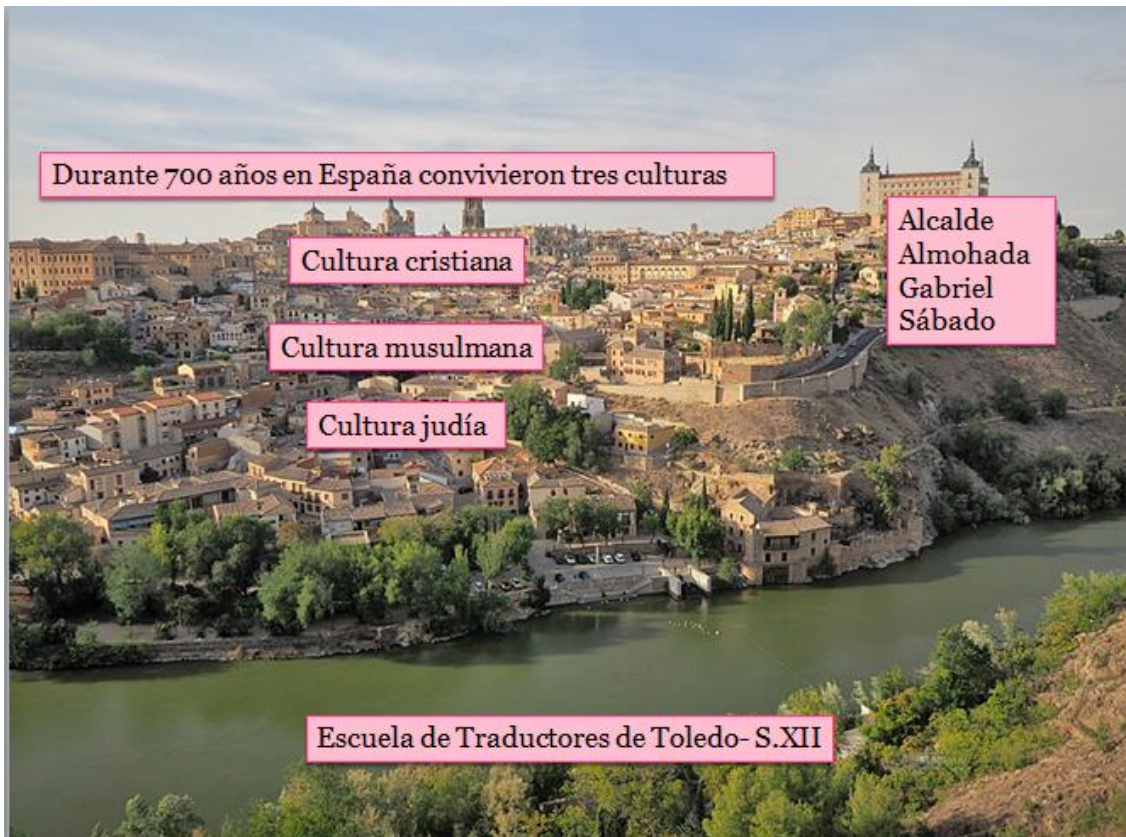 Durante 700 años en España convivieron tres culturas
Cultura cristiana
Cultura musulmana
Cultura judía
Alcalde
Almohada
Gabriel
Sábado
Escuela de Traductores de Toledo- S.XII